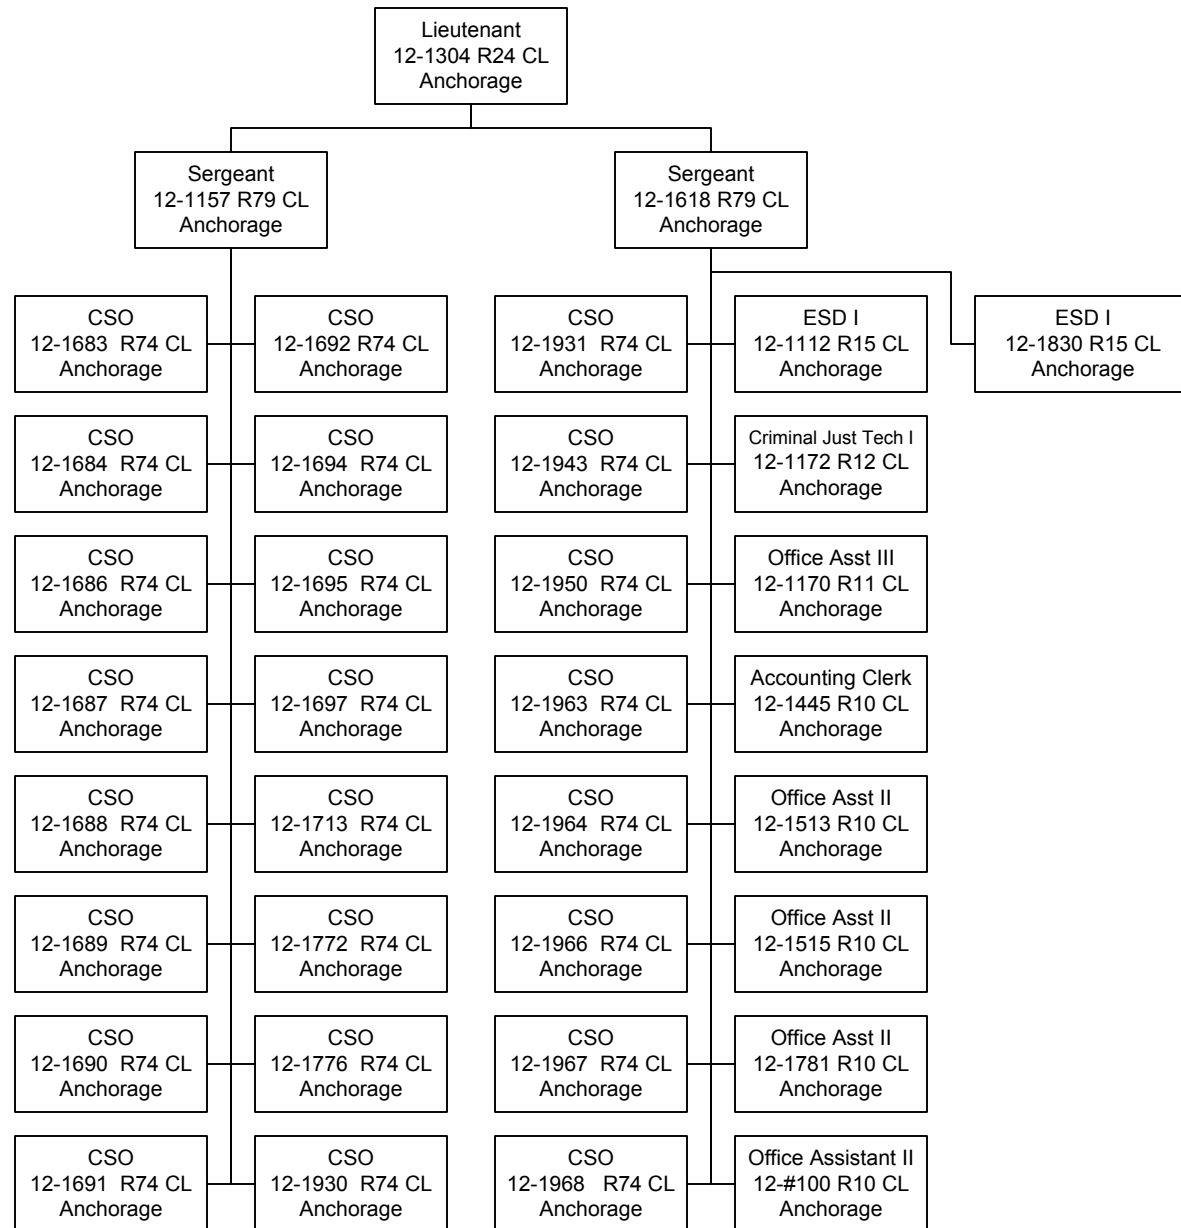 Lieutenant
12-1304 R24 CL
Anchorage
Sergeant
12-1157 R79 CL
Anchorage
Sergeant
12-1618 R79 CL
Anchorage
CSO
12-1683 R74 CL
Anchorage
CSO
12-1692 R74 CL
Anchorage
CSO
12-1931 R74 CL
Anchorage
ESD I
12-1112 R15 CL
Anchorage
ESD I
12-1830 R15 CL
Anchorage
CSO
12-1684 R74 CL
Anchorage
CSO
12-1694 R74 CL
Anchorage
CSO
12-1943 R74 CL
Anchorage
Criminal Just Tech I
12-1172 R12 CL
Anchorage
CSO
12-1686 R74 CL
Anchorage
CSO
12-1695 R74 CL
Anchorage
CSO
12-1950 R74 CL
Anchorage
Office Asst III
12-1170 R11 CL
Anchorage
CSO
12-1687 R74 CL
Anchorage
CSO
12-1697 R74 CL
Anchorage
CSO
12-1963 R74 CL
Anchorage
Accounting Clerk
12-1445 R10 CL
Anchorage
CSO
12-1688 R74 CL
Anchorage
CSO
12-1713 R74 CL
Anchorage
CSO
12-1964 R74 CL
Anchorage
Office Asst II
12-1513 R10 CL
Anchorage
CSO
12-1689 R74 CL
Anchorage
CSO
12-1772 R74 CL
Anchorage
CSO
12-1966 R74 CL
Anchorage
Office Asst II
12-1515 R10 CL
Anchorage
CSO
12-1690 R74 CL
Anchorage
CSO
12-1776 R74 CL
Anchorage
CSO
12-1967 R74 CL
Anchorage
Office Asst II
12-1781 R10 CL
Anchorage
CSO
12-1691 R74 CL
Anchorage
CSO
12-1930 R74 CL
Anchorage
CSO
12-1968 R74 CL
Anchorage
Office Assistant II
12-#100 R10 CL
Anchorage